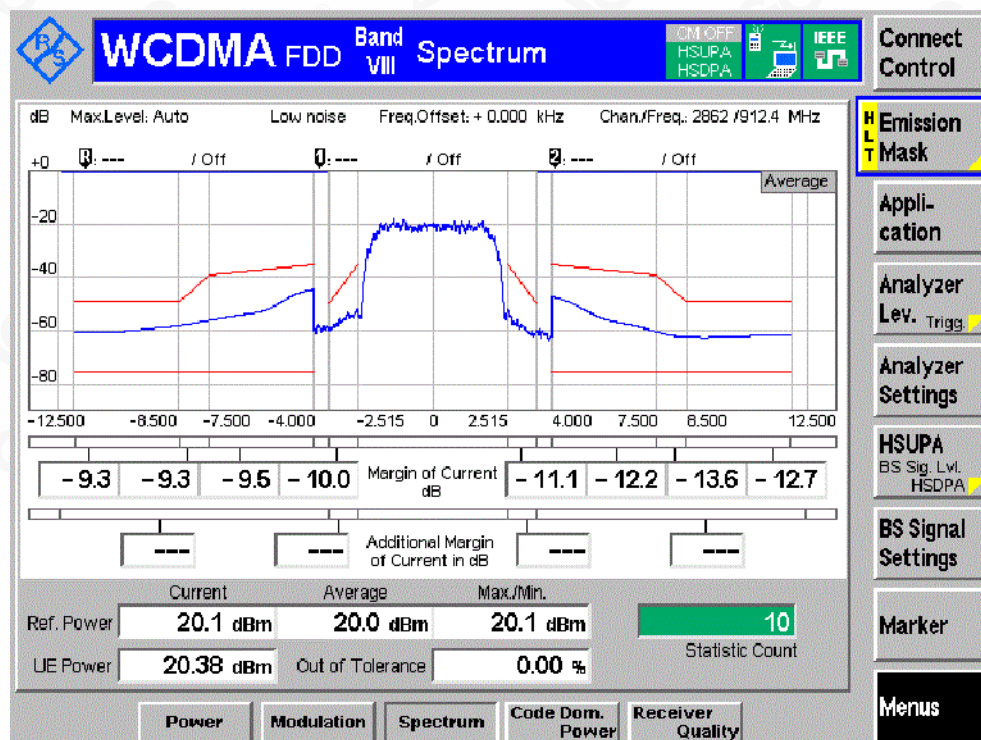 R&S
WCDMA FDD Band VIII Spectrum
CM OFF
HSUPA
HSDPA
IEEE
Connect Control
dB Max.Level: Auto Low noise Freq.Offset: + 0.000 kHz Chan./Freq.: 2862 /912.4 MHz
HLT
Emission Mask
R: --- / Off 1: --- / Off 2: --- / Off
Average
+0
-20
-40
-60
-80
-12.500 -8.500 -7.500 -4.000 -2.515 0 2.515 4.000 7.500 8.500 12.500
Appli-
cation
Analyzer
Lev. Trigg.
Analyzer
Settings
HSUPA
BS Sig. Lvl.
HSDPA
- 9.3 - 9.3 - 9.5 - 10.0 Margin of Current dB - 11.1 - 12.2 - 13.6 - 12.7
BS Signal
Settings
--- --- Additional Margin of Current in dB --- ---
Current Average Max./Min.
Ref. Power 20.1 dBm 20.0 dBm 20.1 dBm 10
Statistic Count
UE Power 20.38 dBm Out of Tolerance 0.00 %
Marker
Menus
Power Modulation Spectrum Code Dom. Power Receiver Quality